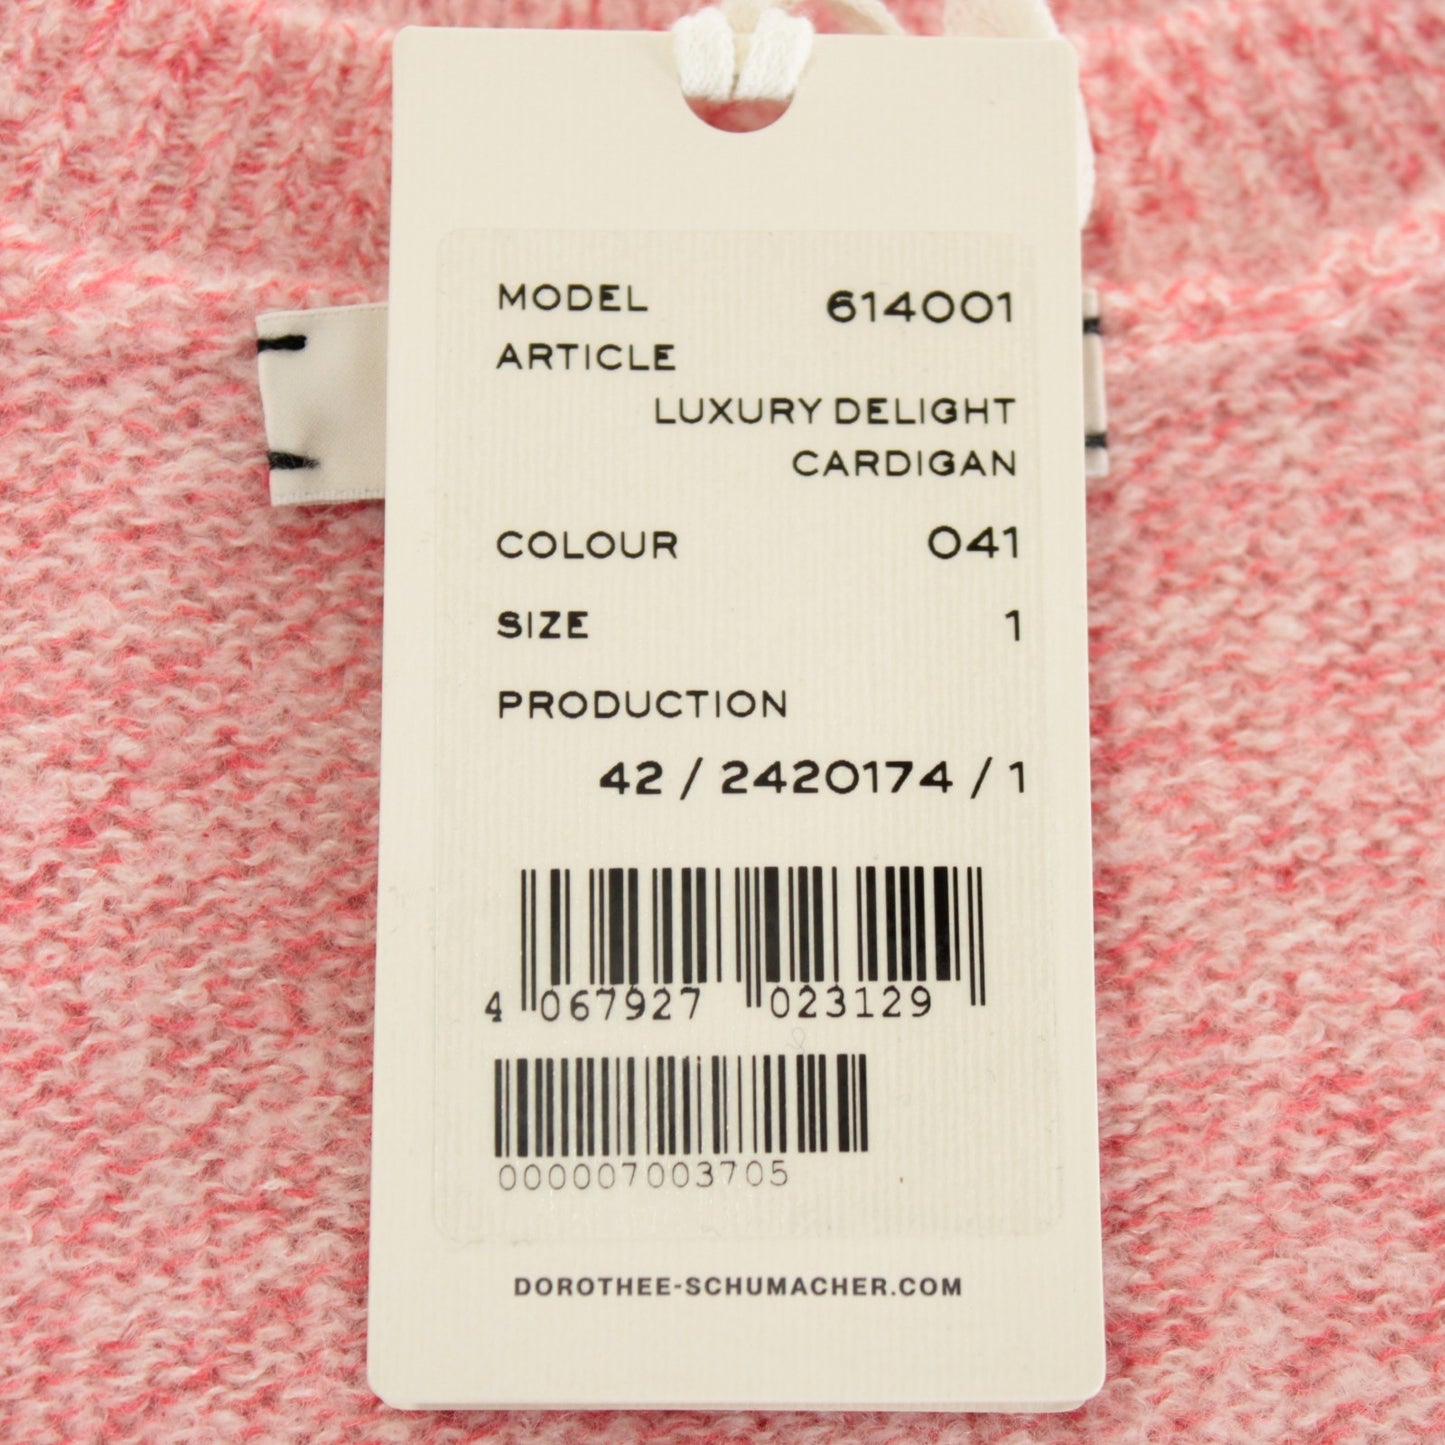 MODEL 614001
ARTICLE
LUXURY DELIGHT
CARDIGAN
COLOUR 041
SIZE 1
PRODUCTION
42 / 2420174 / 1
4 067927 023129
000007003705
DOROTHEE-SCHUMACHER.COM